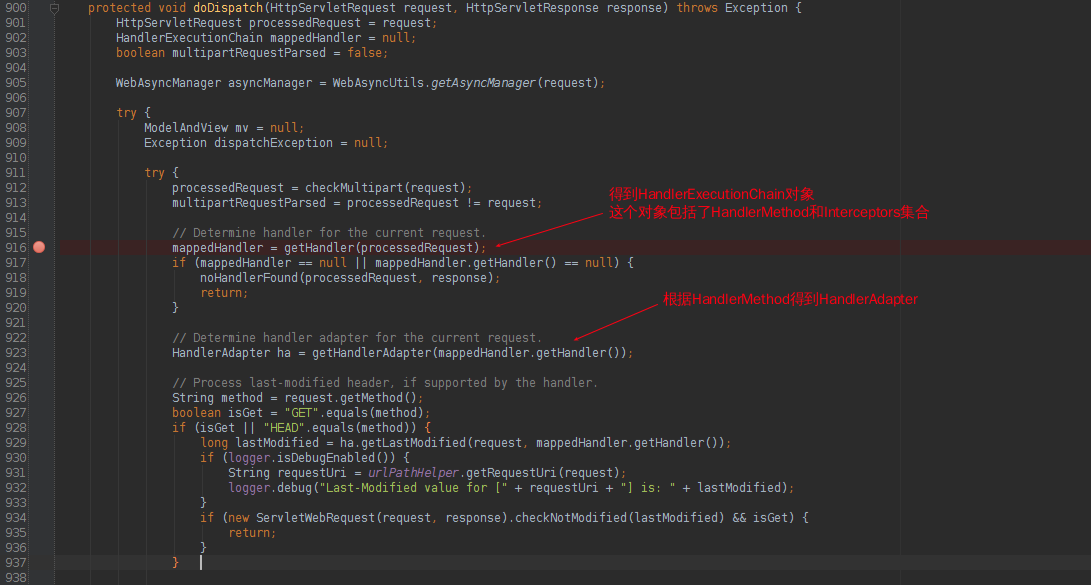 900 protected void doDispatch(HttpServletRequest request, HttpServletResponse response) throws Exception {
901 HttpServletRequest processedRequest = request;
902 HandlerExecutionChain mappedHandler = null;
903 boolean multipartRequestParsed = false;
904
905 WebAsyncManager asyncManager = WebAsyncUtils.getAsyncManager(request);
906
907 try {
908 ModelAndView mv = null;
909 Exception dispatchException = null;
910
911 try {
912 processedRequest = checkMultipart(request);
913 multipartRequestParsed = processedRequest != request;
得到HandlerExecutionChain对象
这个对象包括了HandlerMethod和Interceptors集合
914
915 // Determine handler for the current request.
916 mappedHandler = getHandler(processedRequest);
917 if (mappedHandler == null || mappedHandler.getHandler() == null) {
918 noHandlerFound(processedRequest, response);
919 return;
920 }
根据HandlerMethod得到HandlerAdapter
921
922 // Determine handler adapter for the current request.
923 HandlerAdapter ha = getHandlerAdapter(mappedHandler.getHandler());
924
925 // Process last-modified header, if supported by the handler.
926 String method = request.getMethod();
927 boolean isGet = "GET".equals(method);
928 if (isGet || "HEAD".equals(method)) {
929 long lastModified = ha.getLastModified(request, mappedHandler.getHandler());
930 if (logger.isDebugEnabled()) {
931 String requestUri = urlPathHelper.getRequestUri(request);
932 logger.debug("Last-Modified value for [" + requestUri + "] is: " + lastModified);
933 }
934 if (new ServletWebRequest(request, response).checkNotModified(lastModified) && isGet) {
935 return;
936 }
937 }
938